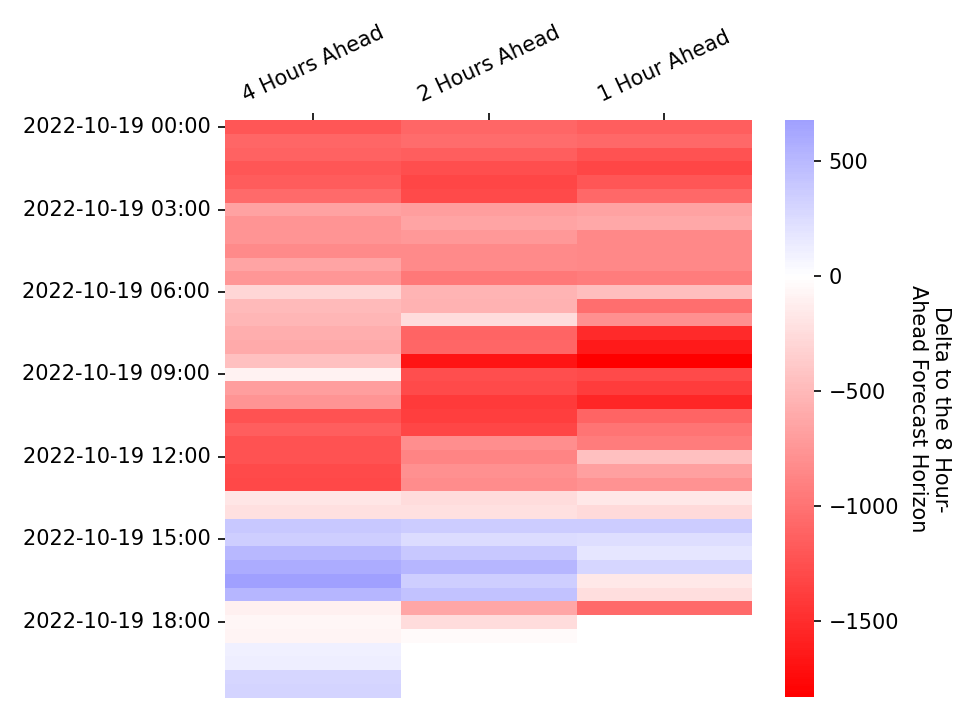 4 Hours Ahead
2 Hours Ahead
1 Hour Ahead
2022-10-19 00:00
2022-10-19 03:00
2022-10-19 06:00
2022-10-19 09:00
2022-10-19 12:00
2022-10-19 15:00
2022-10-19 18:00
500
0
−500
−1000
−1500
Delta to the 8 Hour-
Ahead Forecast Horizon